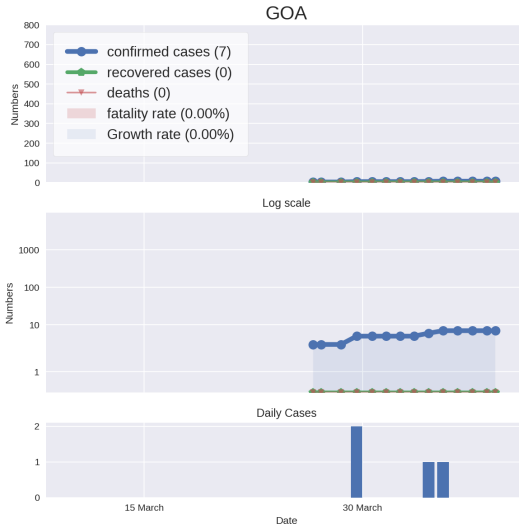 GOA
800
700
600
500
400
300
200
100
0
Numbers
confirmed cases (7)
recovered cases (0)
deaths (0)
fatality rate (0.00%)
Growth rate (0.00%)
Log scale
1000
100
10
1
Numbers
Daily Cases
2
1
0
15 March
30 March
Date